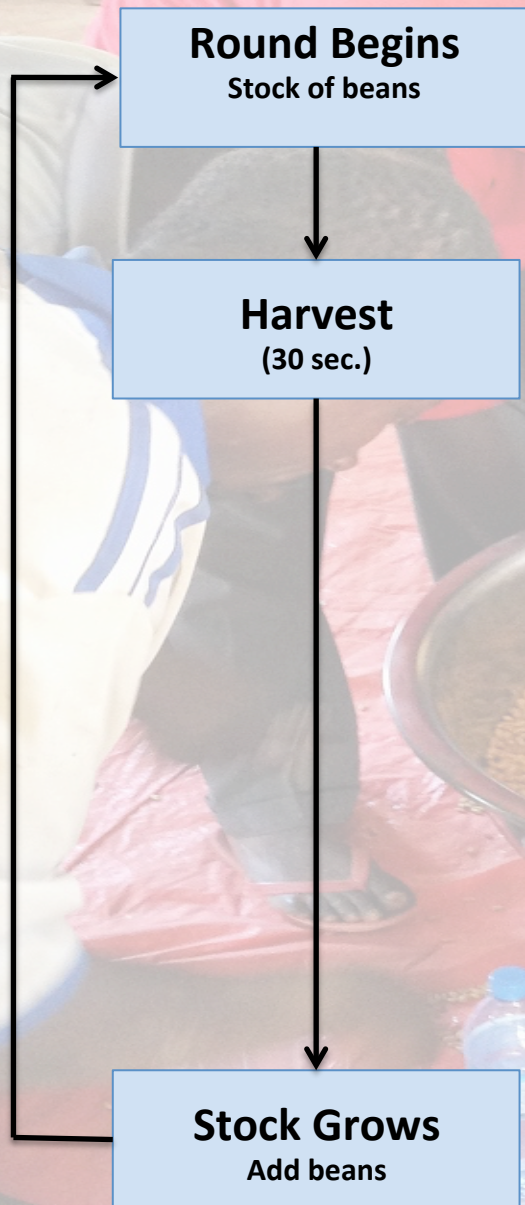 Round Begins
Stock of beans
Harvest
(30 sec.)
Stock Grows
Add beans